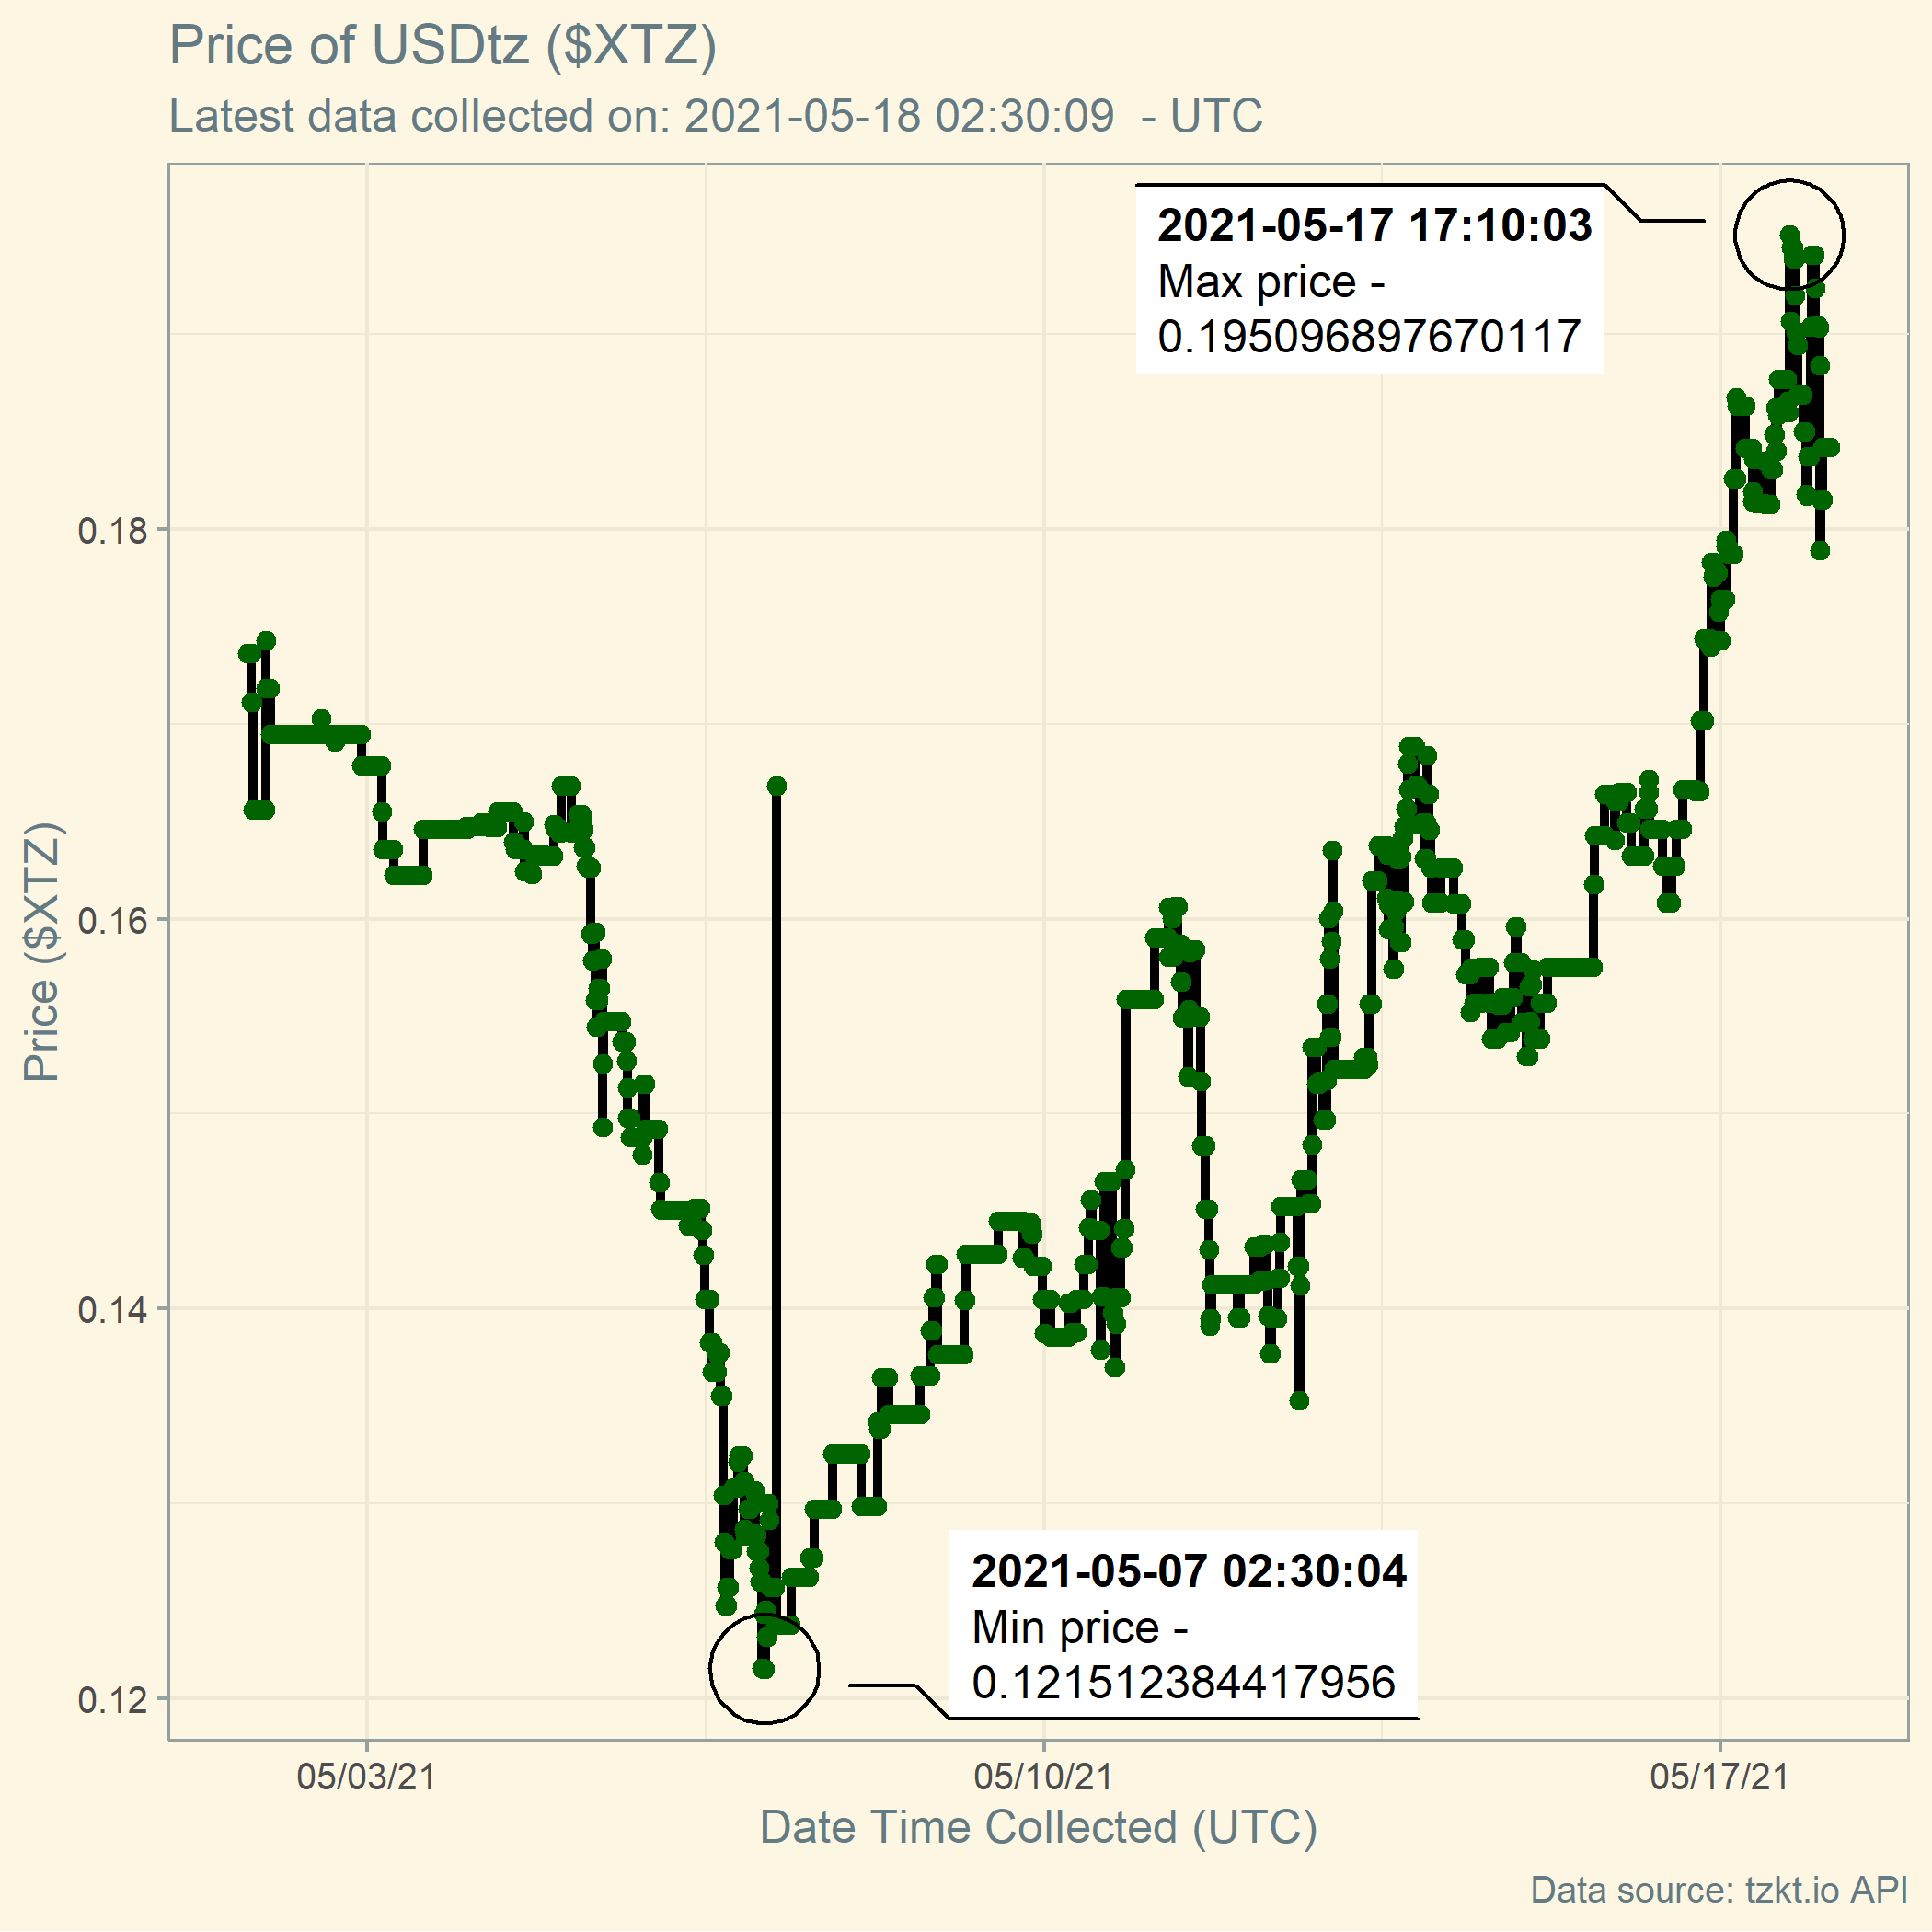 Price of USDtz ($XTZ)
Latest data collected on: 2021-05-18 02:30:09  - UTC
2021-05-17 17:10:03
Max price -
0.195096897670117
0.18
0.16
0.14
0.12
Price ($XTZ)
2021-05-07 02:30:04
Min price -
0.121512384417956
05/03/21
05/10/21
05/17/21
Date Time Collected (UTC)
Data source: tzkt.io API